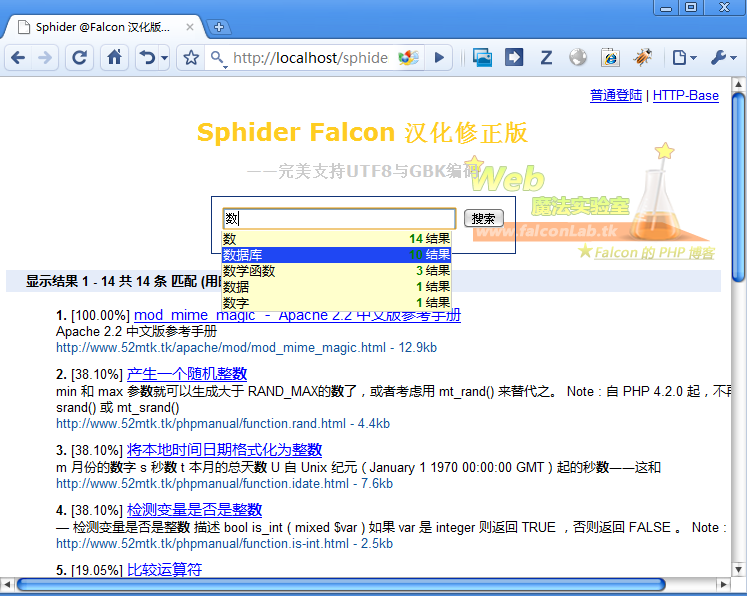 Sphider @Falcon 汉化版...
http://localhost/sphide
普通登陆 | HTTP-Base
Sphider Falcon 汉化修正版
——完美支持UTF8与GBK编码
Web
魔法实验室
www.falconLab.tk
Falcon 的 PHP 博客
数 搜索
数 14 结果
数据库 10 结果
数学函数 3 结果
数据 1 结果
数字 1 结果
显示结果 1 - 14 共 14 条 匹配 (用
1. [100.00%] mod_mime_magic - Apache 2.2 中文版参考手册
Apache 2.2 中文版参考手册
http://www.52mtk.tk/apache/mod/mod_mime_magic.html - 12.9kb
2. [38.10%] 产生一个随机整数
min 和 max 参数就可以生成大于 RAND_MAX的数了，或者考虑用 mt_rand() 来替代之。 Note : 自 PHP 4.2.0 起，不
srand() 或 mt_srand()
http://www.52mtk.tk/phpmanual/function.rand.html - 4.4kb
3. [38.10%] 将本地时间日期格式化为整数
m 月份的数字 s 秒数 t 本月的总天数 U 自 Unix 纪元 ( January 1 1970 00:00:00 GMT ) 起的秒数——这和
http://www.52mtk.tk/phpmanual/function.idate.html - 7.6kb
4. [38.10%] 检测变量是否是整数
— 检测变量是否是整数 描述 bool is_int ( mixed $var ) 如果 var 是 integer 则返回 TRUE ，否则返回 FALSE 。 Note :
http://www.52mtk.tk/phpmanual/function.is-int.html - 2.5kb
5. [19.05%] 比较运算符